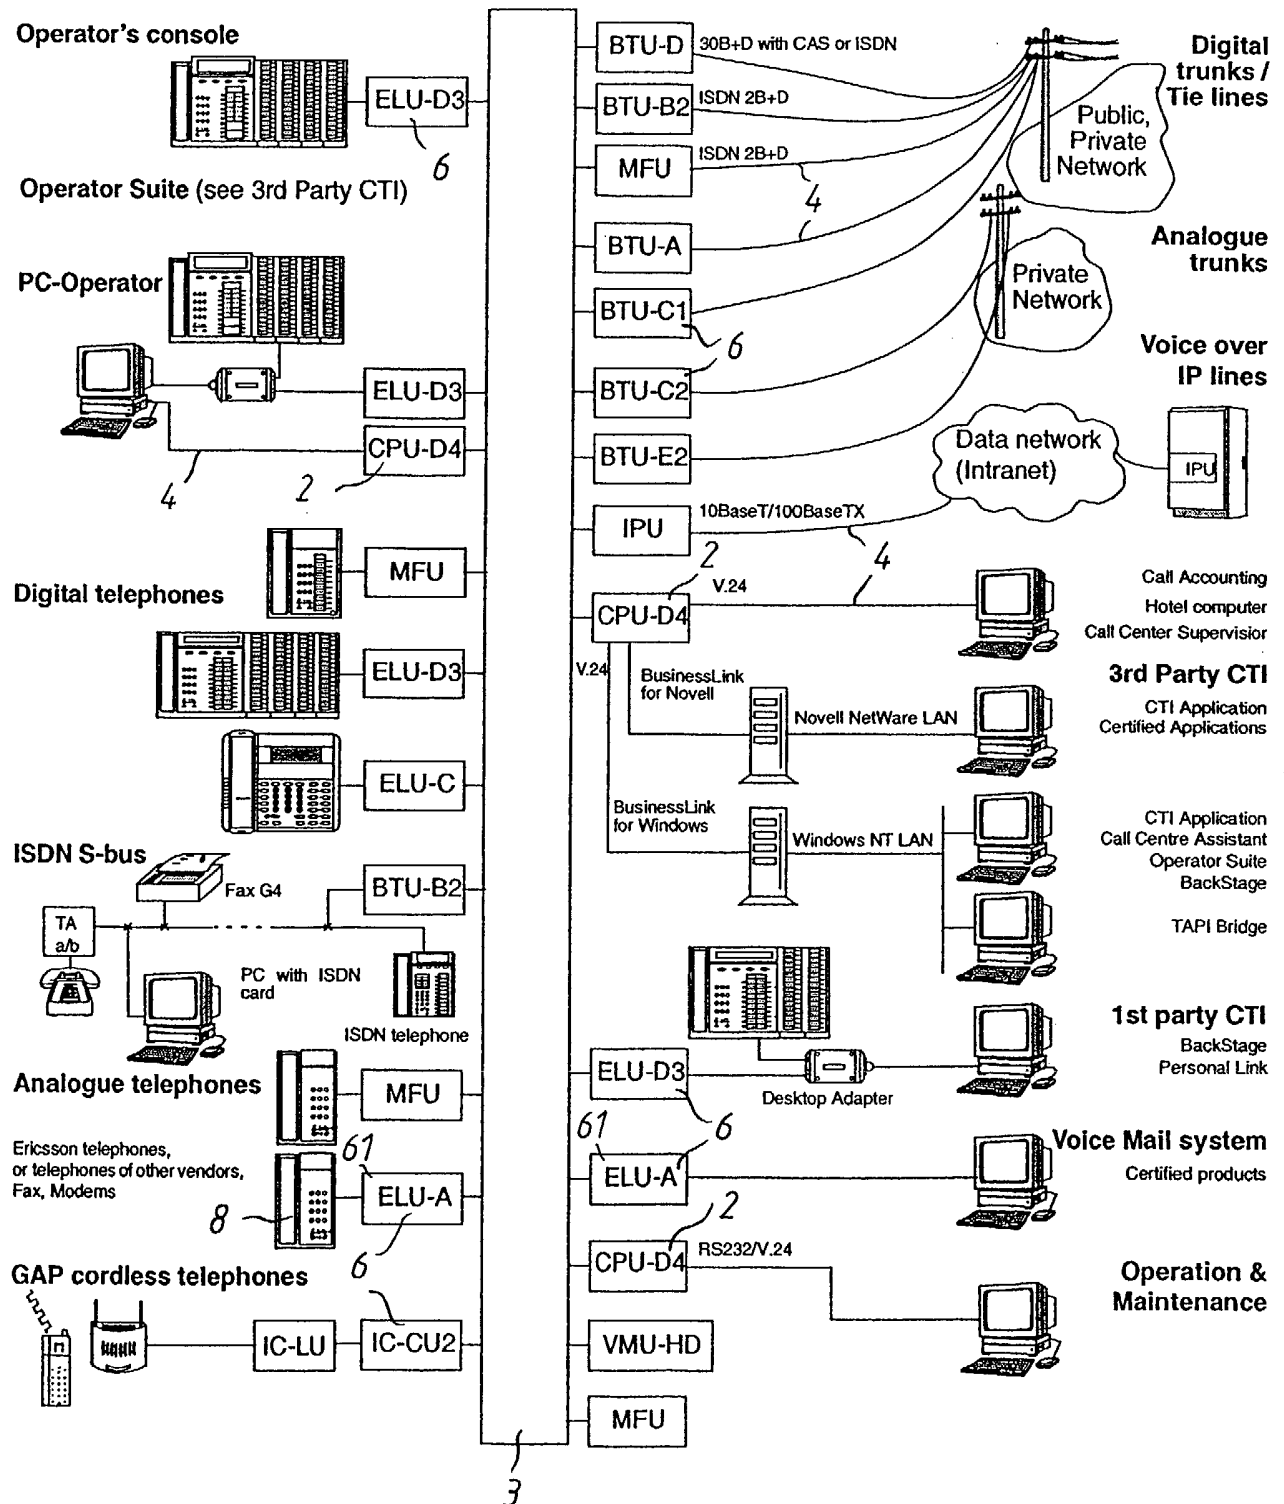 Operator's console
ELU-D3
6
Operator Suite (see 3rd Party CTI)
PC-Operator
ELU-D3
CPU-D4
4
2
MFU
Digital telephones
ELU-D3
ELU-C
ISDN S-bus
Fax G4
BTU-B2
TA
a/b
PC with ISDN
card
ISDN telephone
Analogue telephones
MFU
Ericsson telephones,
or telephones of other vendors,
Fax, Modems
61
ELU-A
8
6
GAP cordless telephones
IC-LU
IC-CU2
3
BTU-D
30B+D with CAS or ISDN
Digital
trunks /
Tie lines
BTU-B2
ISDN 2B+D
Public,
Private
Network
MFU
ISDN 2B+D
4
BTU-A
Analogue
trunks
Private
Network
BTU-C1
6
Voice over
IP lines
BTU-C2
BTU-E2
Data network
(Intranet)
IPU
IPU
10BaseT/100BaseTX
4
2
CPU-D4
V.24
Call Accounting
Hotel computer
Call Center Supervisior
V.24
BusinessLink
for Novell
Novell NetWare LAN
3rd Party CTI
CTI Application
Certified Applications
BusinessLink
for Windows
Windows NT LAN
CTI Application
Call Centre Assistant
Operator Suite
BackStage
TAPI Bridge
1st party CTI
BackStage
Personal Link
ELU-D3
Desktop Adapter
6
61
ELU-A
Voice Mail system
Certified products
2
CPU-D4
RS232/V.24
Operation &
Maintenance
VMU-HD
MFU